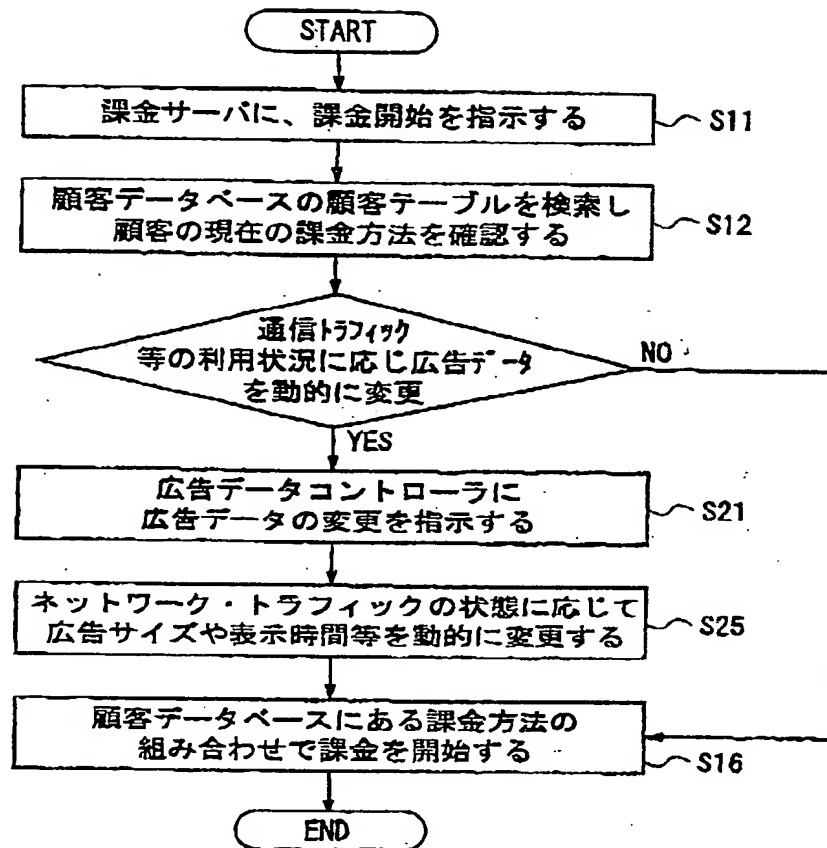 START
課金サーバに、課金開始を指示する
S11
顧客データベースの顧客テーブルを検索し
顧客の現在の課金方法を確認する
S12
通信トラフィック
等の利用状況に応じ広告データ
を動的に変更
NO
YES
広告データコントローラに
広告データの変更を指示する
S21
ネットワーク・トラフィックの状態に応じて
広告サイズや表示時間等を動的に変更する
S25
顧客データベースにある課金方法の
組み合わせで課金を開始する
S16
END